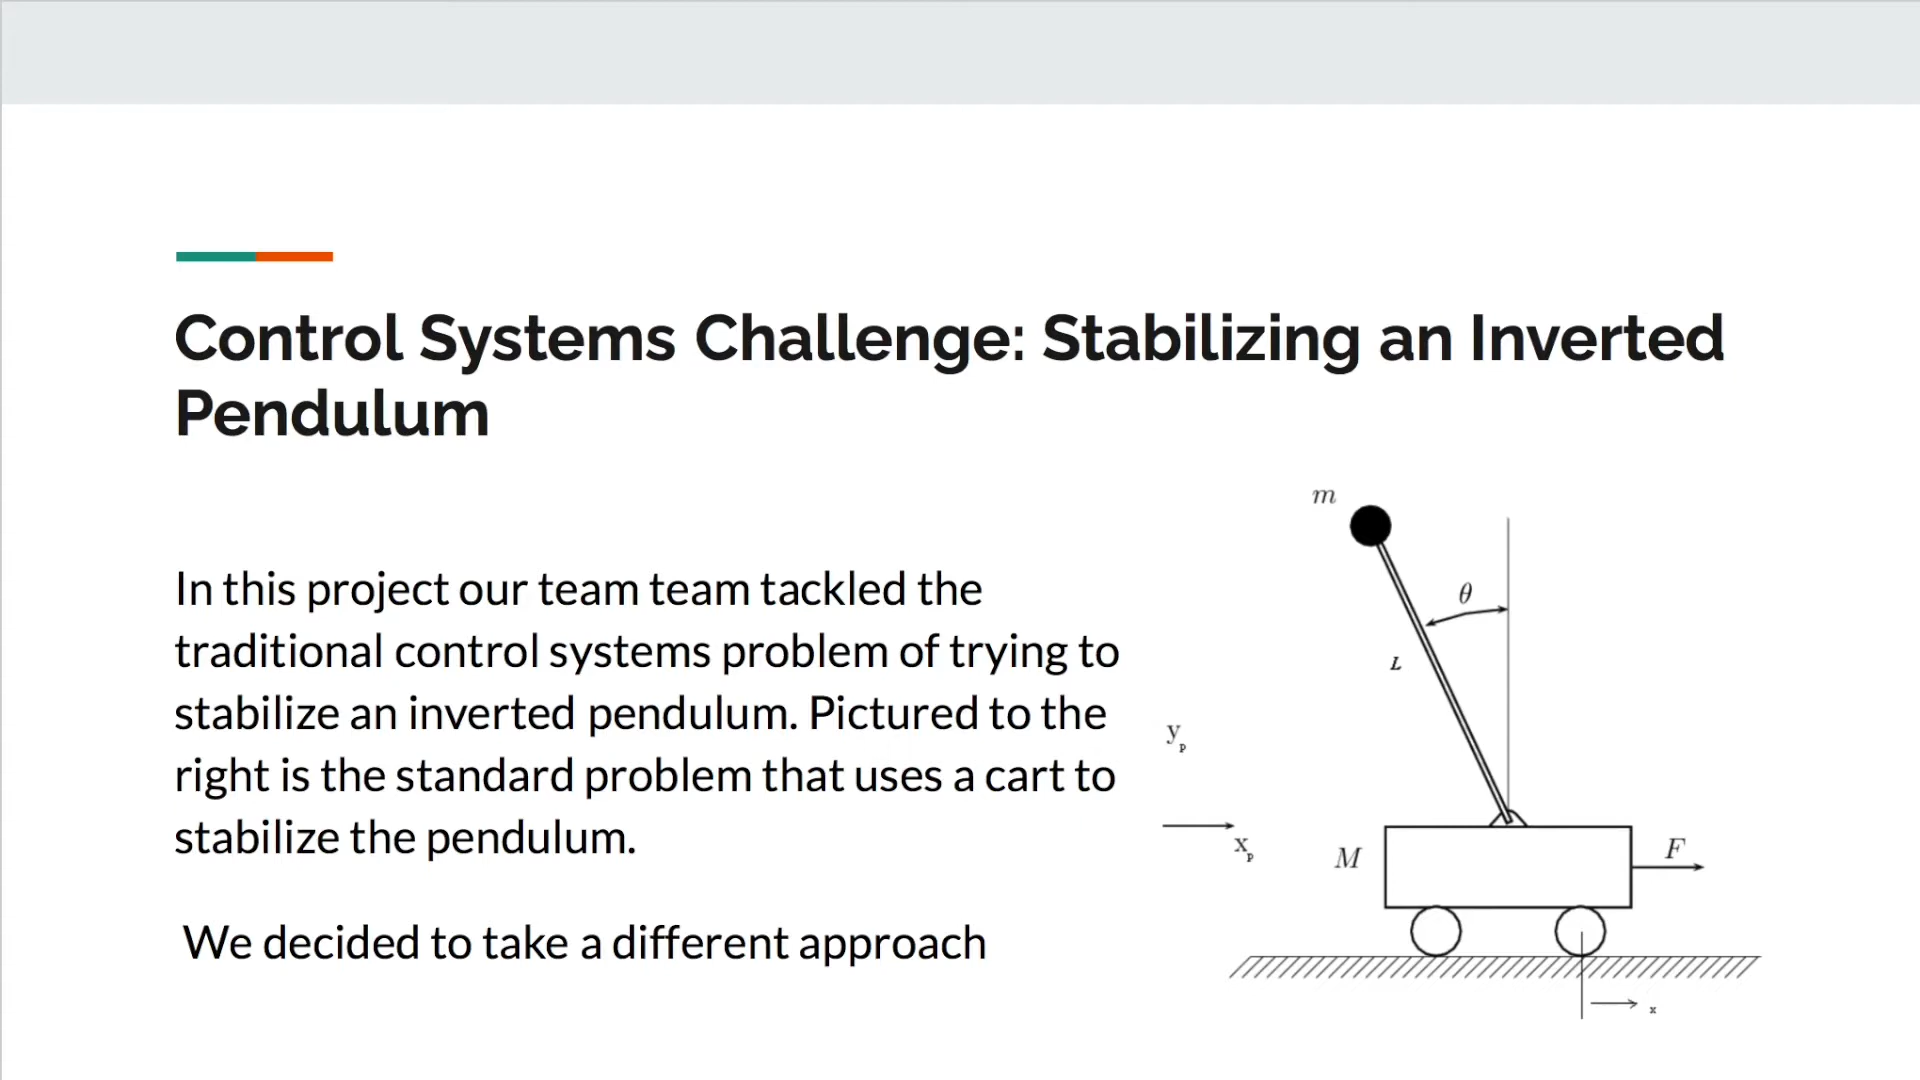 Control Systems Challenge: Stabilizing an Inverted
Pendulum
In this project our team team tackled the
traditional control systems problem of trying to
stabilize an inverted pendulum. Pictured to the
right is the standard problem that uses a cart to
stabilize the pendulum.
We decided to take a different approach
m
θ
L
y_p
x_p
M
F
x